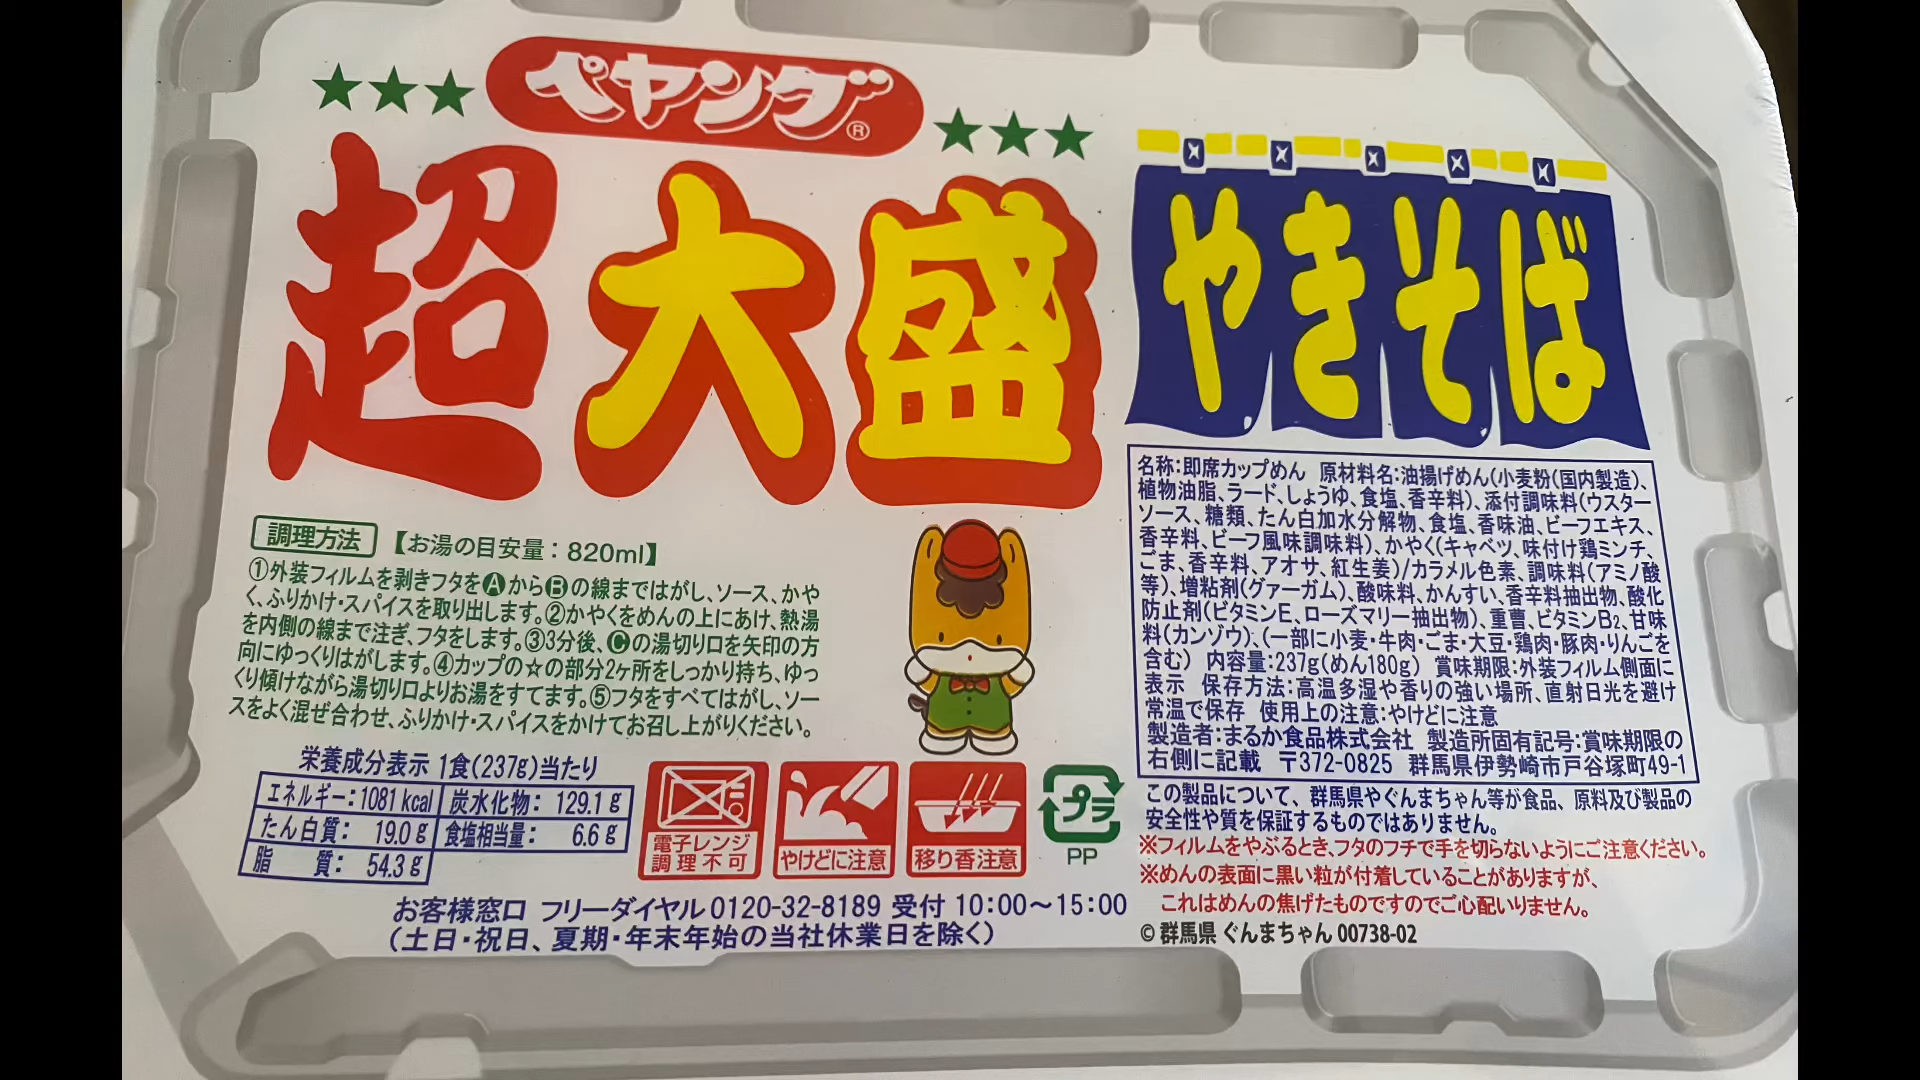 ペヤング®
超大盛
やきそば
調理方法 【お湯の目安量：820ml】
①外装フィルムを剥きフタをⒶからⒷの線まではがし、ソース、かや
く、ふりかけ・スパイスを取り出します。②かやくをめんの上にあけ、熱湯
を内側の線まで注ぎ、フタをします。③3分後、Ⓒの湯切り口を矢印の方
向にゆっくりはがします。④カップの☆の部分2ヶ所をしっかり持ち、ゆっ
くり傾けながら湯切り口よりお湯をすてます。⑤フタをすべてはがし、ソー
スをよく混ぜ合わせ、ふりかけ・スパイスをかけてお召し上がりください。
栄養成分表示 1食(237g)当たり
エネルギー：1081 kcal 炭水化物： 129.1 g
たん白質： 19.0 g 食塩相当量： 6.6 g
脂 質： 54.3 g
電子レンジ
調理不可
やけどに注意
移り香注意
プラ
PP
お客様窓口 フリーダイヤル 0120-32-8189 受付 10:00〜15:00
(土日・祝日、夏期・年末年始の当社休業日を除く)
名称：即席カップめん 原材料名：油揚げめん(小麦粉(国内製造)、
植物油脂、ラード、しょうゆ、食塩、香辛料)、添付調味料(ウスター
ソース、糖類、たん白加水分解物、食塩、香味油、ビーフエキス、
香辛料、ビーフ風味調味料)、かやく(キャベツ、味付け鶏ミンチ、
ごま、香辛料、アオサ、紅生姜)/カラメル色素、調味料(アミノ酸
等)、増粘剤(グァーガム)、酸味料、かんすい、香辛料抽出物、酸化
防止剤(ビタミンE、ローズマリー抽出物)、重曹、ビタミンB₂、甘味
料(カンゾウ)、(一部に小麦・牛肉・ごま・大豆・鶏肉・豚肉・りんごを
含む) 内容量：237g(めん180g) 賞味期限：外装フィルム側面に
表示 保存方法：高温多湿や香りの強い場所、直射日光を避け
常温で保存 使用上の注意：やけどに注意
製造者：まるか食品株式会社 製造所固有記号：賞味期限の
右側に記載 〒372-0825 群馬県伊勢崎市戸谷塚町49-1
この製品について、群馬県やぐんまちゃん等が食品、原料及び製品の
安全性や質を保証するものではありません。
※フィルムをやぶるとき、フタのフチで手を切らないようにご注意ください。
※めんの表面に黒い粒が付着していることがありますが、
これはめんの焦げたものですのでご心配いりません。
© 群馬県 ぐんまちゃん 00738-02